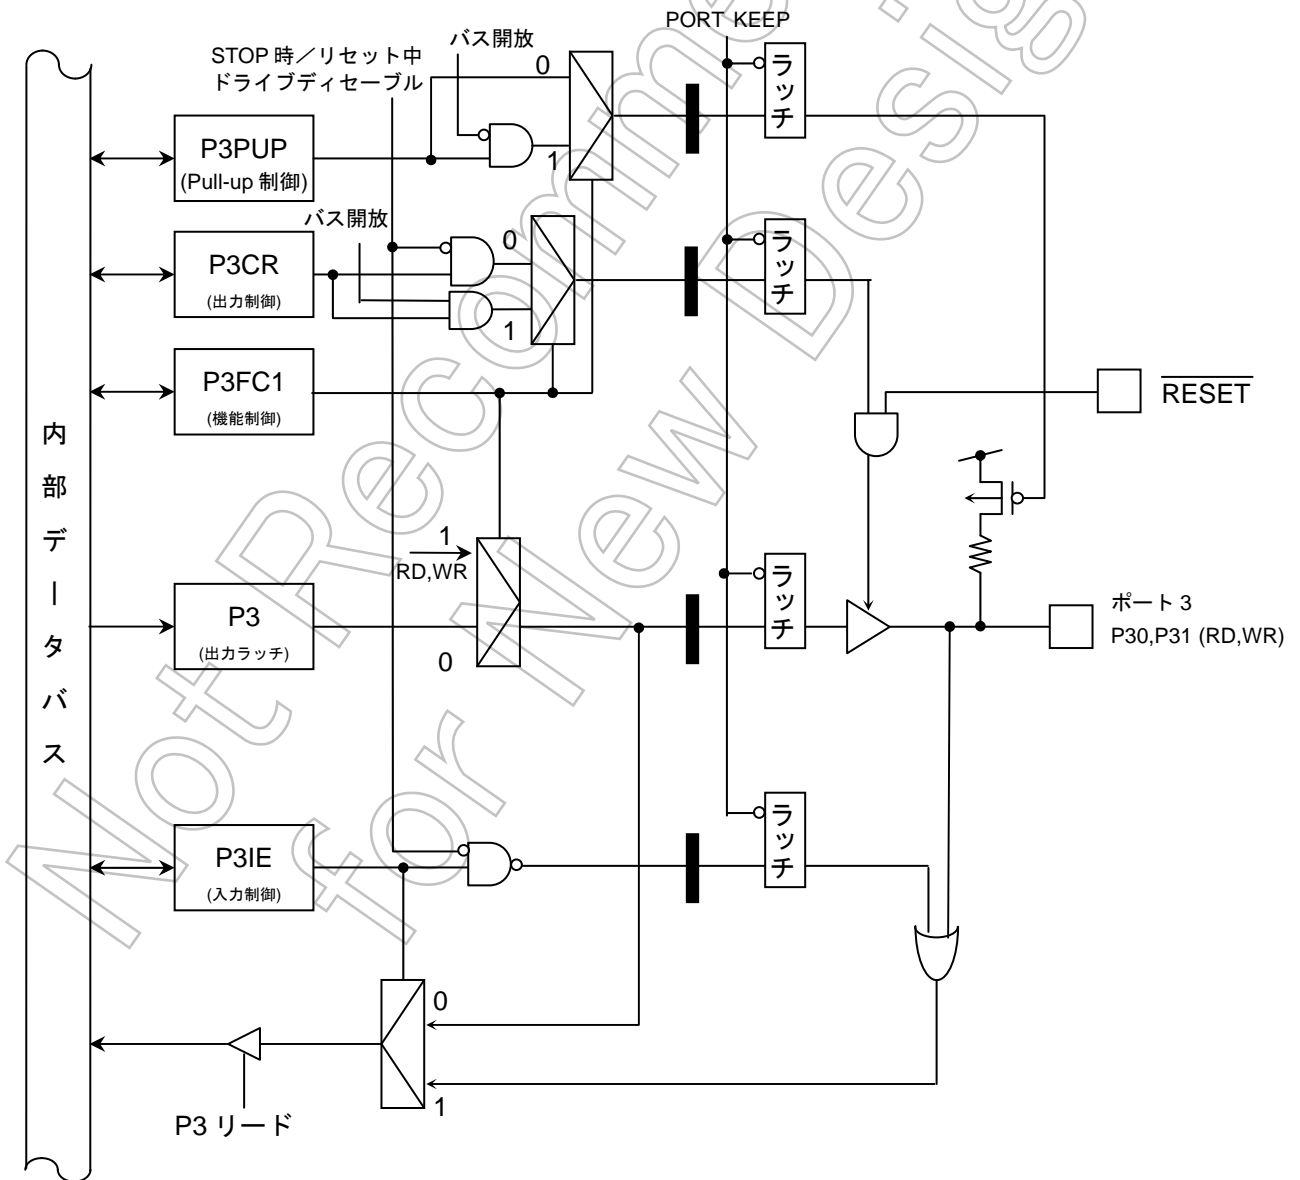 PORT KEEP
バス開放
STOP 時／リセット中
ドライブディセーブル
0
ラッチ
P3PUP
(Pull-up 制御)
1
バス開放
0
ラッチ
P3CR
(出力制御)
1
P3FC1
(機能制御)
RESET
内部データバス
1
RD,WR
ラッチ
P3
(出力ラッチ)
0
ポート 3
P30,P31 (RD,WR)
ラッチ
P3IE
(入力制御)
0
1
P3 リード
Not Recommended
for New Design